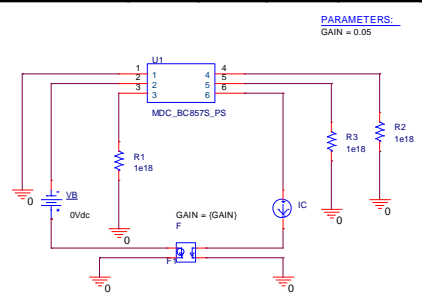 PARAMETERS:
GAIN = 0.05
U1
1 1 4 4
2 2 5 5
3 3 6 6
MDC_BC857S_PS
R1
1e18
R3
1e18
R2
1e18
VB
0Vdc
GAIN = {GAIN}
F
F1
IC
0
0
0
0
0
0
0